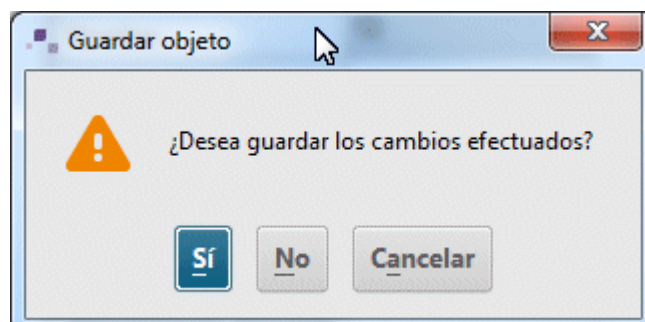 Guardar objeto
¿Desea guardar los cambios efectuados?
Sí No Cancelar